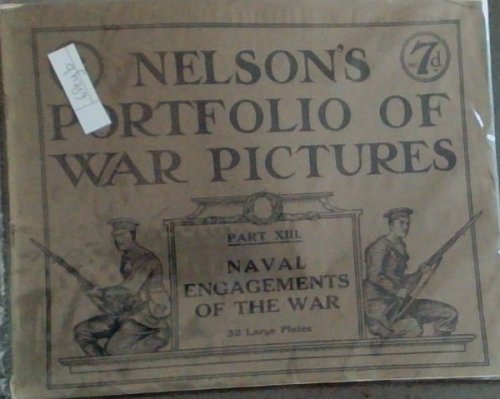 NELSON'S
7d
PORTFOLIO OF
WAR PICTURES
PART XIII.
NAVAL
ENGAGEMENTS
OF THE WAR
32 Large Plates